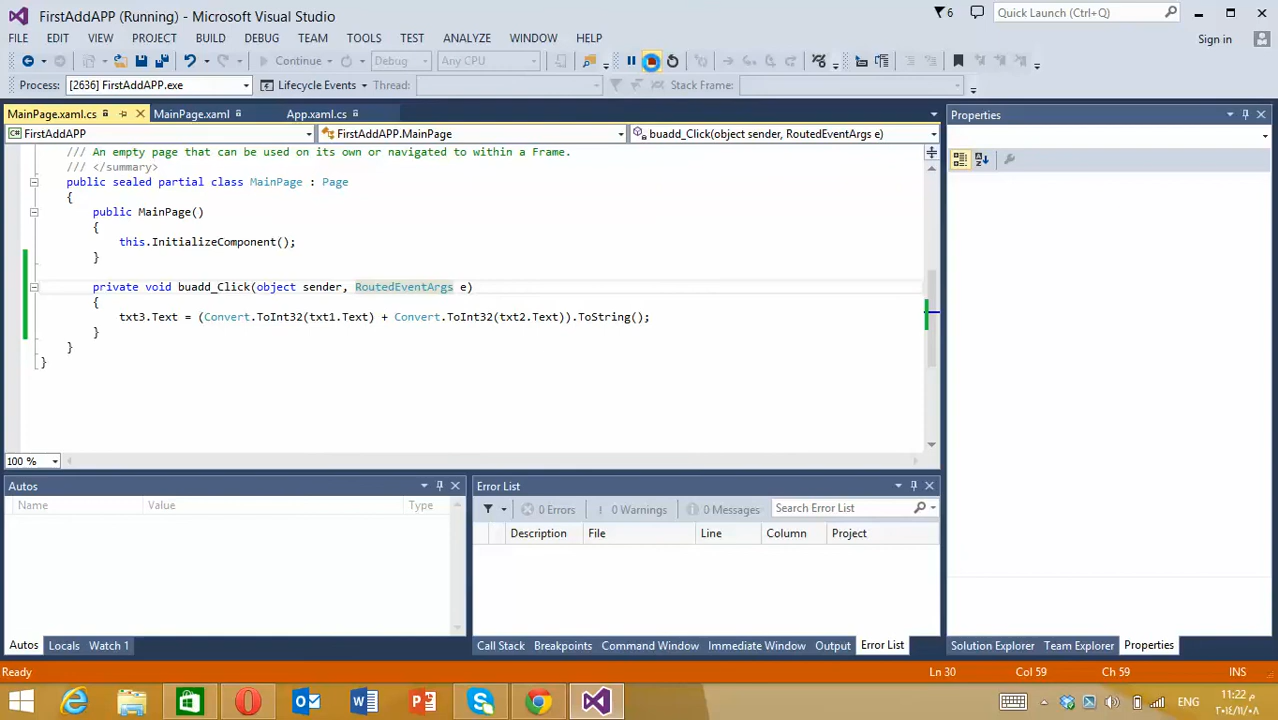 FirstAddAPP (Running) - Microsoft Visual Studio
6
Quick Launch (Ctrl+Q)
FILE EDIT VIEW PROJECT BUILD DEBUG TEAM TOOLS TEST ANALYZE WINDOW HELP
Sign in
Continue Debug Any CPU
Process: [2636] FirstAddAPP.exe Lifecycle Events Thread: Stack Frame:
MainPage.xaml.cs MainPage.xaml App.xaml.cs
Properties
FirstAddAPP FirstAddAPP.MainPage buadd_Click(object sender, RoutedEventArgs e)
/// An empty page that can be used on its own or navigated to within a Frame.
/// </summary>
public sealed partial class MainPage : Page
{
public MainPage()
{
this.InitializeComponent();
}
private void buadd_Click(object sender, RoutedEventArgs e)
{
txt3.Text = (Convert.ToInt32(txt1.Text) + Convert.ToInt32(txt2.Text)).ToString();
}
}
}
100 %
Autos
Name Value Type
Error List
0 Errors 0 Warnings 0 Messages Search Error List
Description File Line Column Project
Autos Locals Watch 1
Call Stack Breakpoints Command Window Immediate Window Output Error List
Solution Explorer Team Explorer Properties
Ready Ln 30 Col 59 Ch 59 INS
ENG
11:22 م
٢٠١٤/١١/٠٨